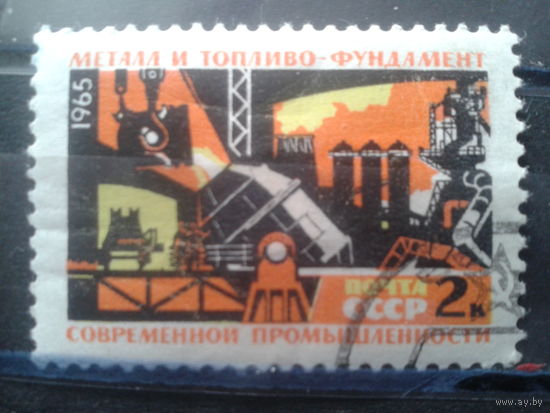 МЕТАЛЛ И ТОПЛИВО-ФУНДАМЕНТ
1965
ПОЧТА
СССР 2К
СОВРЕМЕННОЙ ПРОМЫШЛЕННОСТИ
www.ay.by